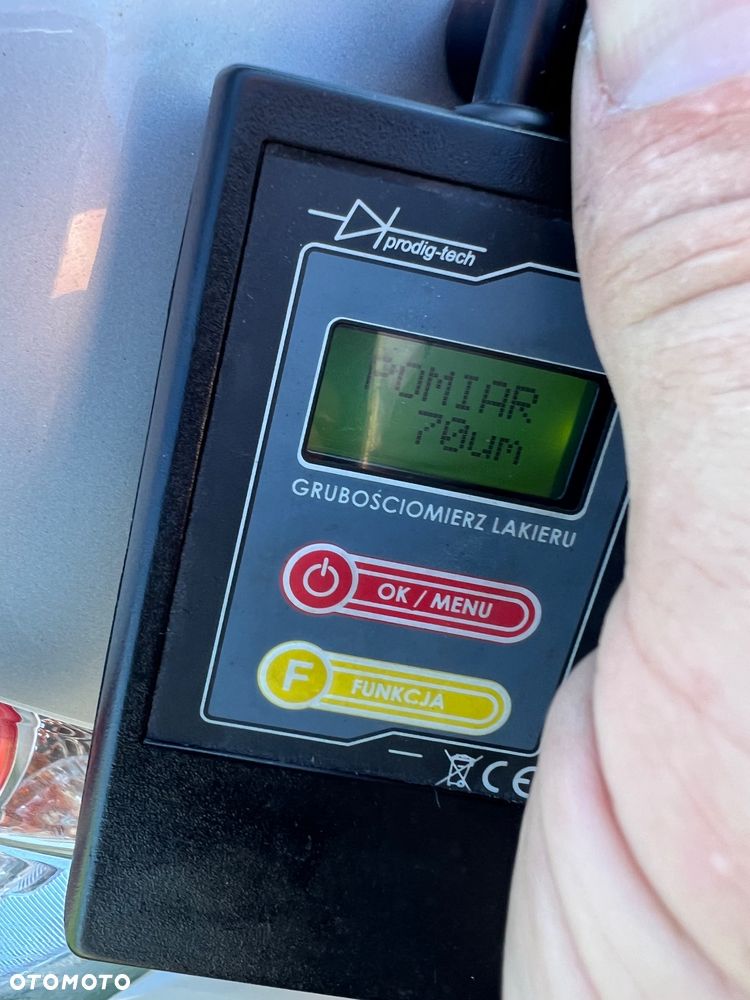 prodig-tech
POMIAR
70um
GRUBOŚCIOMIERZ LAKIERU
OK / MENU
F FUNKCJA
CE
OTOMOTO